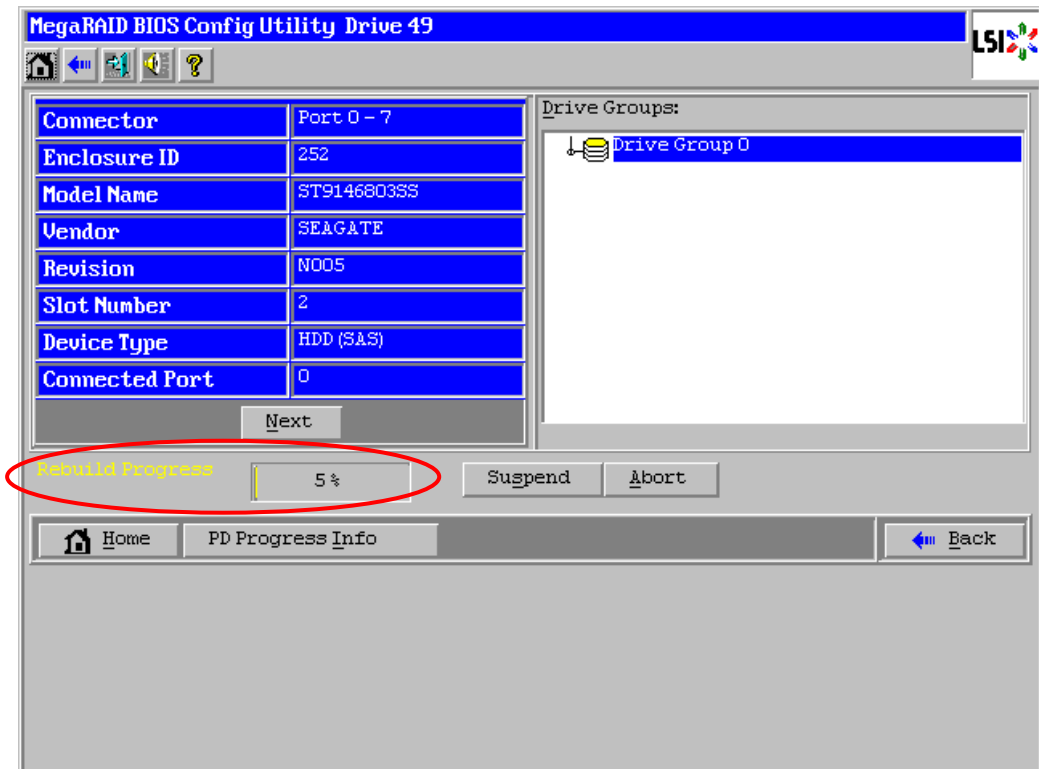 MegaRAID BIOS Config Utility Drive 49
LSI
Connector Port 0 – 7
Enclosure ID 252
Model Name ST9146803SS
Vendor SEAGATE
Revision N005
Slot Number 2
Device Type HDD (SAS)
Connected Port 0
Next
Drive Groups:
Drive Group 0
Rebuild Progress 5% Suspend Abort
Home PD Progress Info Back